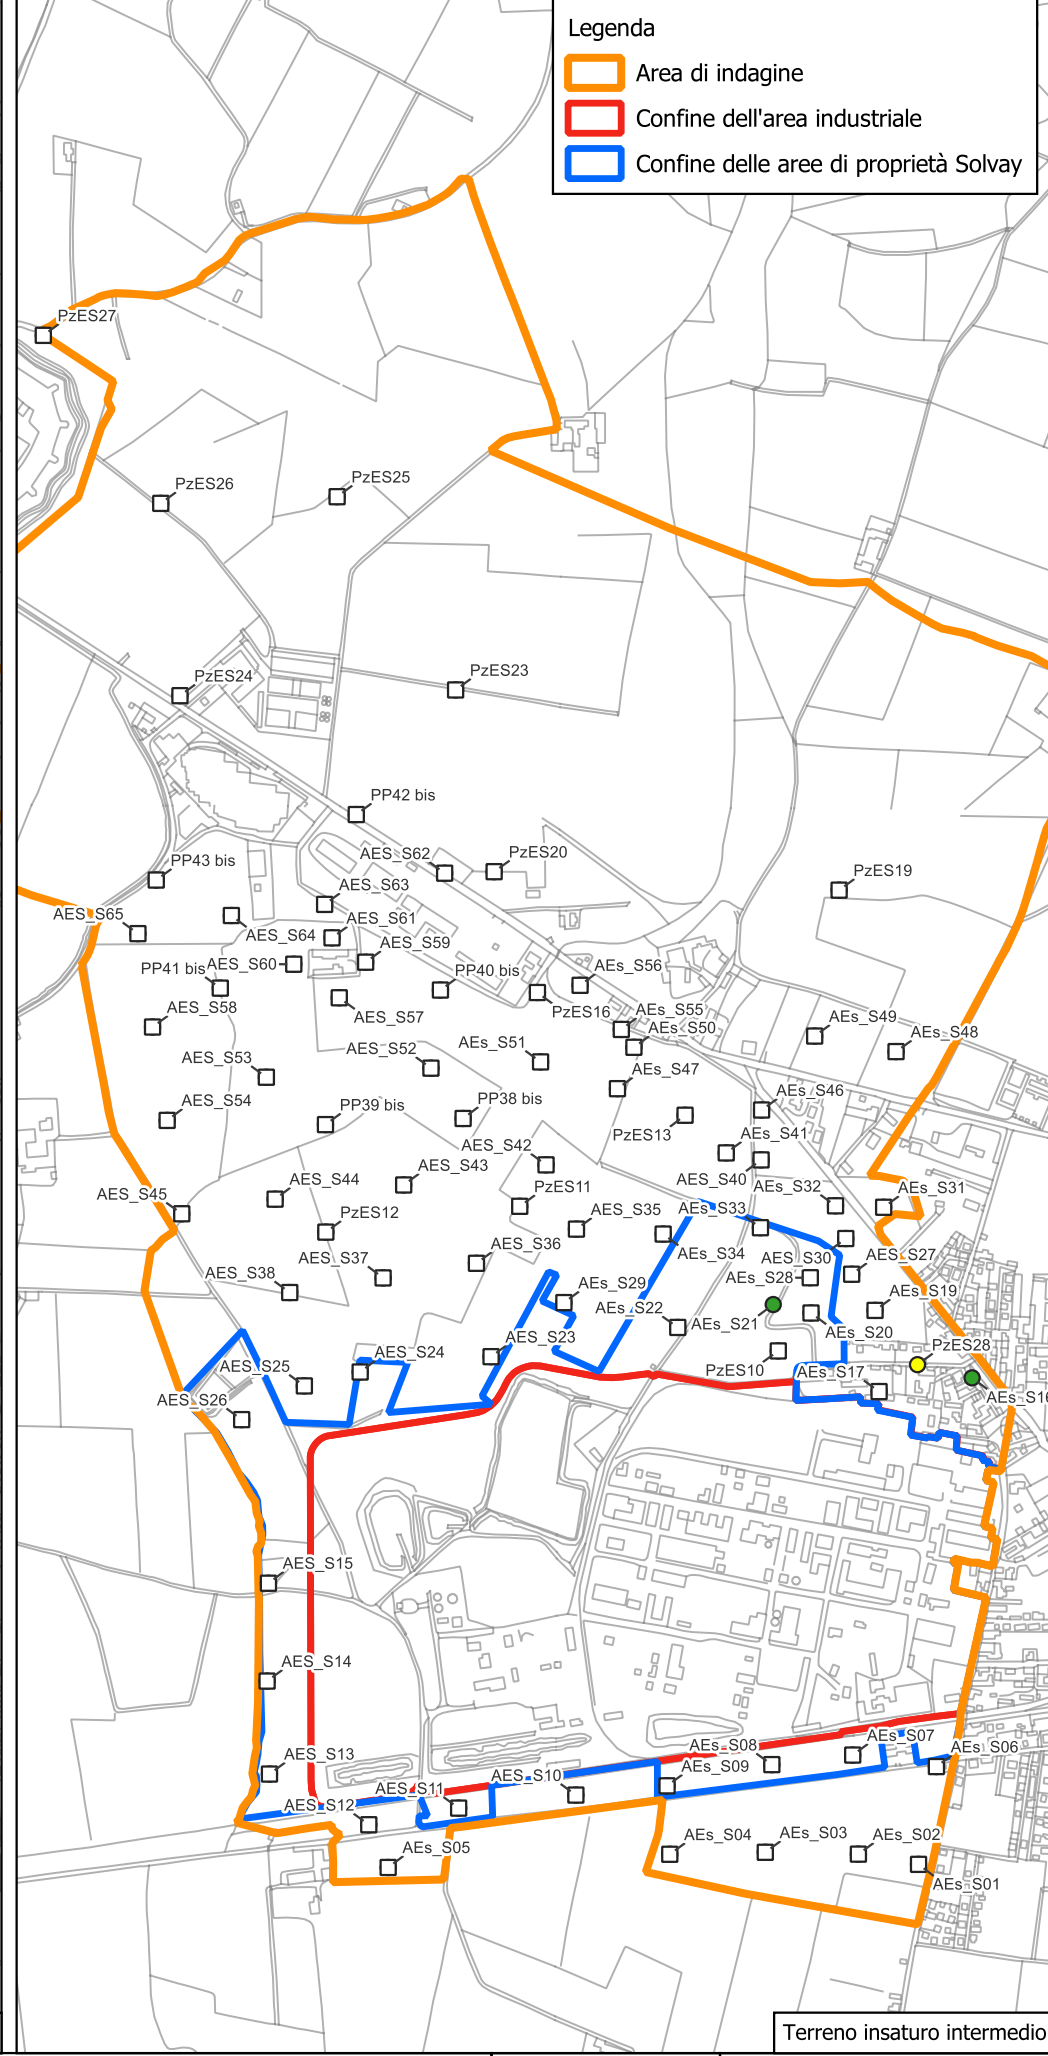 Legenda
Area di indagine
Confine dell'area industriale
Confine delle aree di proprietà Solvay
PzES27
PzES26
PzES25
PzES24
PzES23
PP42 bis
AES_S62
PzES20
PP43 bis
AES_S63
PzES19
AES_S65
AES_S64
AES_S61
AES_S59
PP41 bis
AES_S60
PP40 bis
AEs_S56
AES_S58
AES_S57
PzES16
AEs_S55
AEs_S50
AEs_S49
AEs_S48
AES_S53
AES_S52
AEs_S51
AEs_S47
AES_S54
PP39 bis
PP38 bis
PzES13
AEs_S46
AEs_S41
AES_S42
AES_S40
AES_S45
AES_S44
AES_S43
PzES11
AEs_S32
AEs_S31
PzES12
AES_S35
AEs_S33
AEs_S34
AES_S37
AES_S36
AEs_S30
AEs_S27
AES_S38
AEs_S29
AEs_S28
AEs_S22
AEs_S21
AEs_S19
AEs_S20
AES_S25
AES_S24
AES_S23
PzES10
AEs_S17
PzES28
AES_S26
AEs_S16
AES_S15
AES_S14
AES_S13
AES_S12
AES_S11
AES_S10
AEs_S09
AEs_S08
AEs_S07
AEs_S06
AEs_S05
AEs_S04
AEs_S03
AEs_S02
AEs_S01
Terreno insaturo intermedio